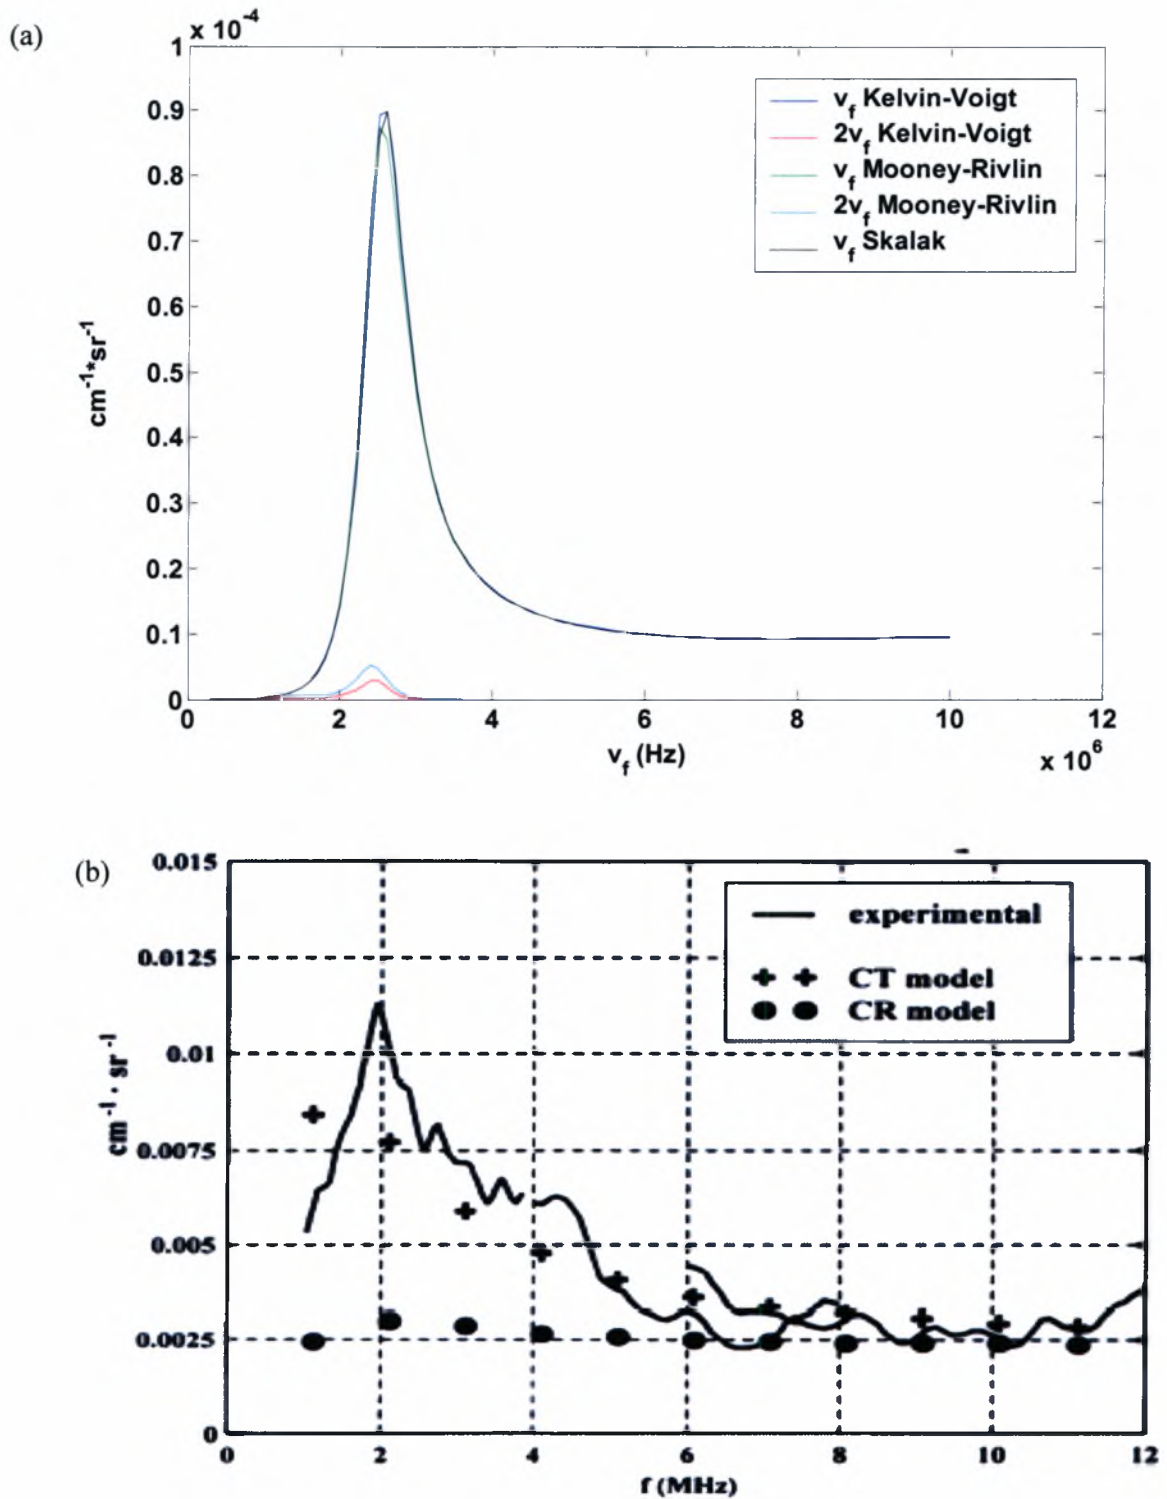 (a)
x 10⁻⁴
1
0.9
0.8
0.7
0.6
0.5
0.4
0.3
0.2
0.1
0
cm⁻¹*sr⁻¹
v_f Kelvin-Voigt
2v_f Kelvin-Voigt
v_f Mooney-Rivlin
2v_f Mooney-Rivlin
v_f Skalak
0 2 4 6 8 10 12
v_f (Hz)
x 10⁶
(b)
0.015
0.0125
0.01
0.0075
0.005
0.0025
0
cm⁻¹ · sr⁻¹
experimental
CT model
CR model
0 2 4 6 8 10 12
f (MHz)